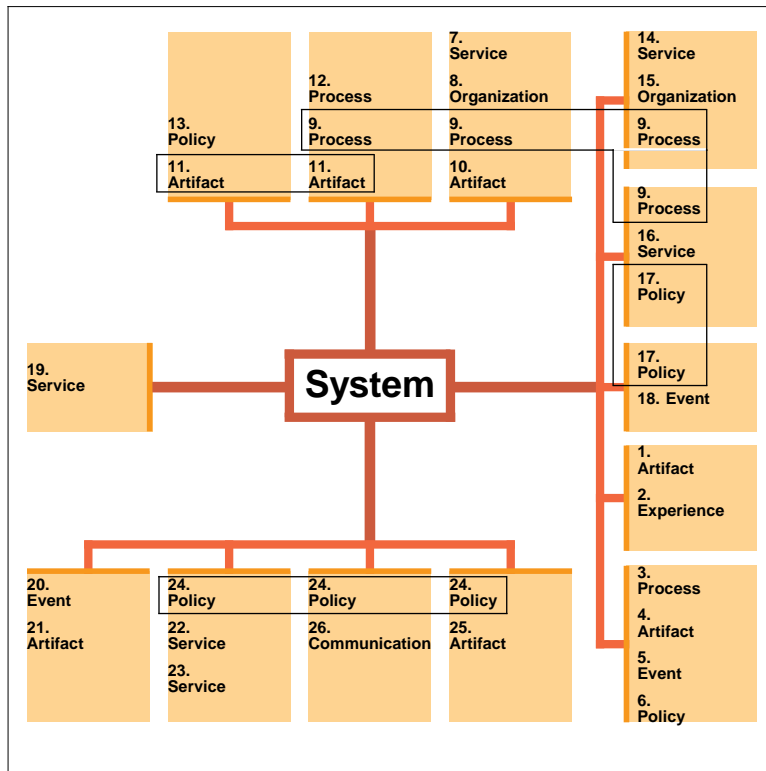 13.
Policy
11.
Artifact
12.
Process
9.
Process
11.
Artifact
7.
Service
8.
Organization
9.
Process
10.
Artifact
14.
Service
15.
Organization
9.
Process
9.
Process
16.
Service
17.
Policy
17.
Policy
18. Event
1.
Artifact
2.
Experience
3.
Process
4.
Artifact
5.
Event
6.
Policy
19.
Service
System
20.
Event
21.
Artifact
24.
Policy
22.
Service
23.
Service
24.
Policy
26.
Communication
24.
Policy
25.
Artifact